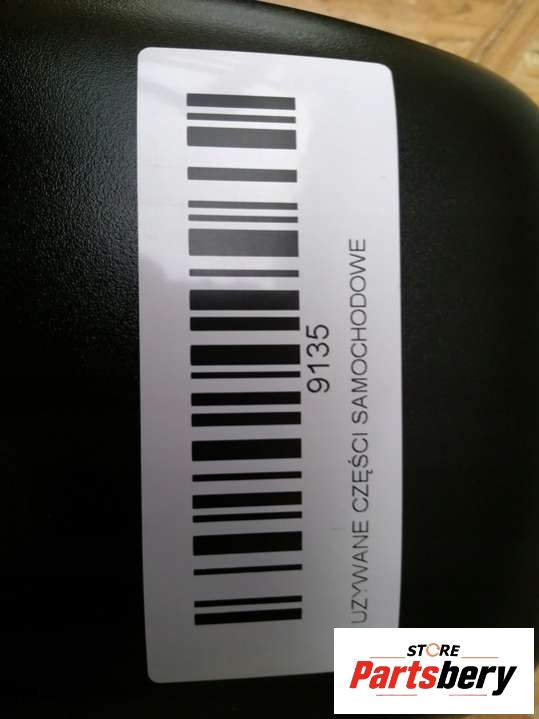 9135
UZYWANE CZĘŚCI SAMOCHODOWE
STORE
Partsbery